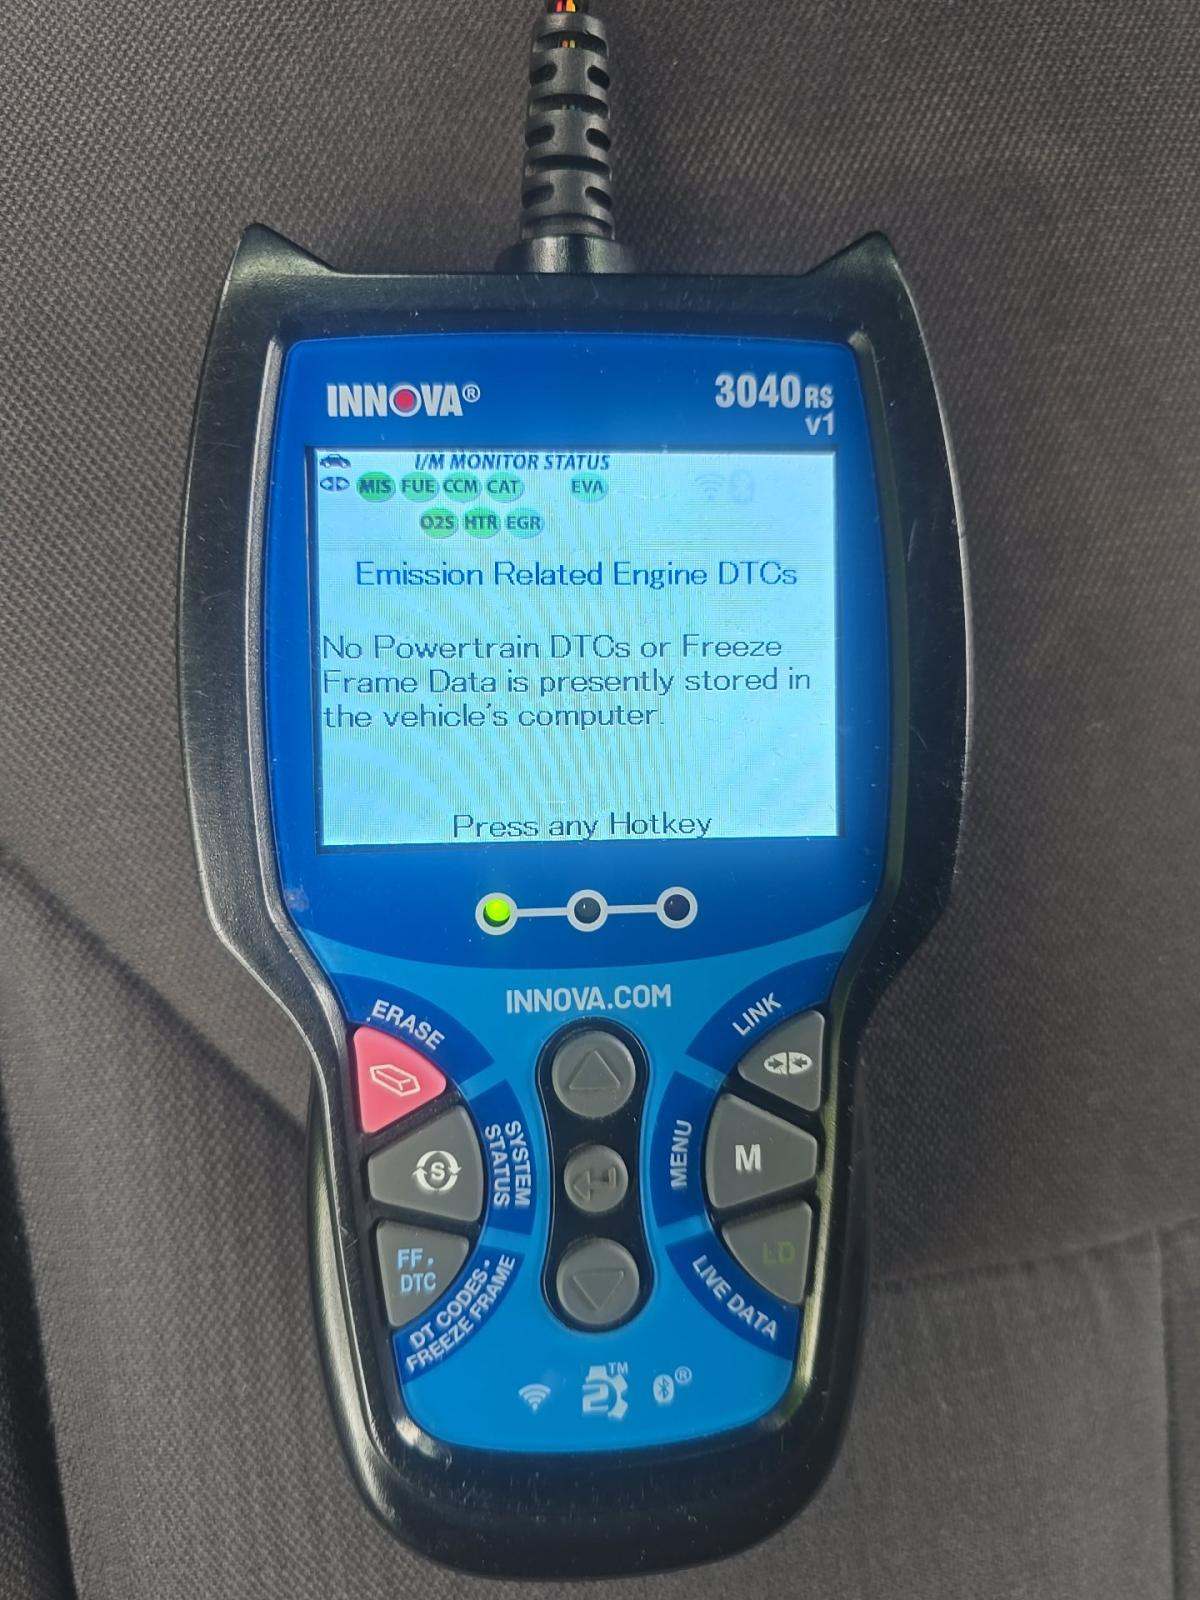 INNOVA®
3040RS
v1
I/M MONITOR STATUS
MIS FUE CCM CAT EVA
O2S HTR EGR
Emission Related Engine DTCs
No Powertrain DTCs or Freeze
Frame Data is presently stored in
the vehicle's computer.
Press any Hotkey
INNOVA.COM
ERASE
LINK
S
SYSTEM
STATUS
MENU
M
FF.
DTC
DT CODES•
FREEZE FRAME
LIVE DATA
LD
2
TM
®